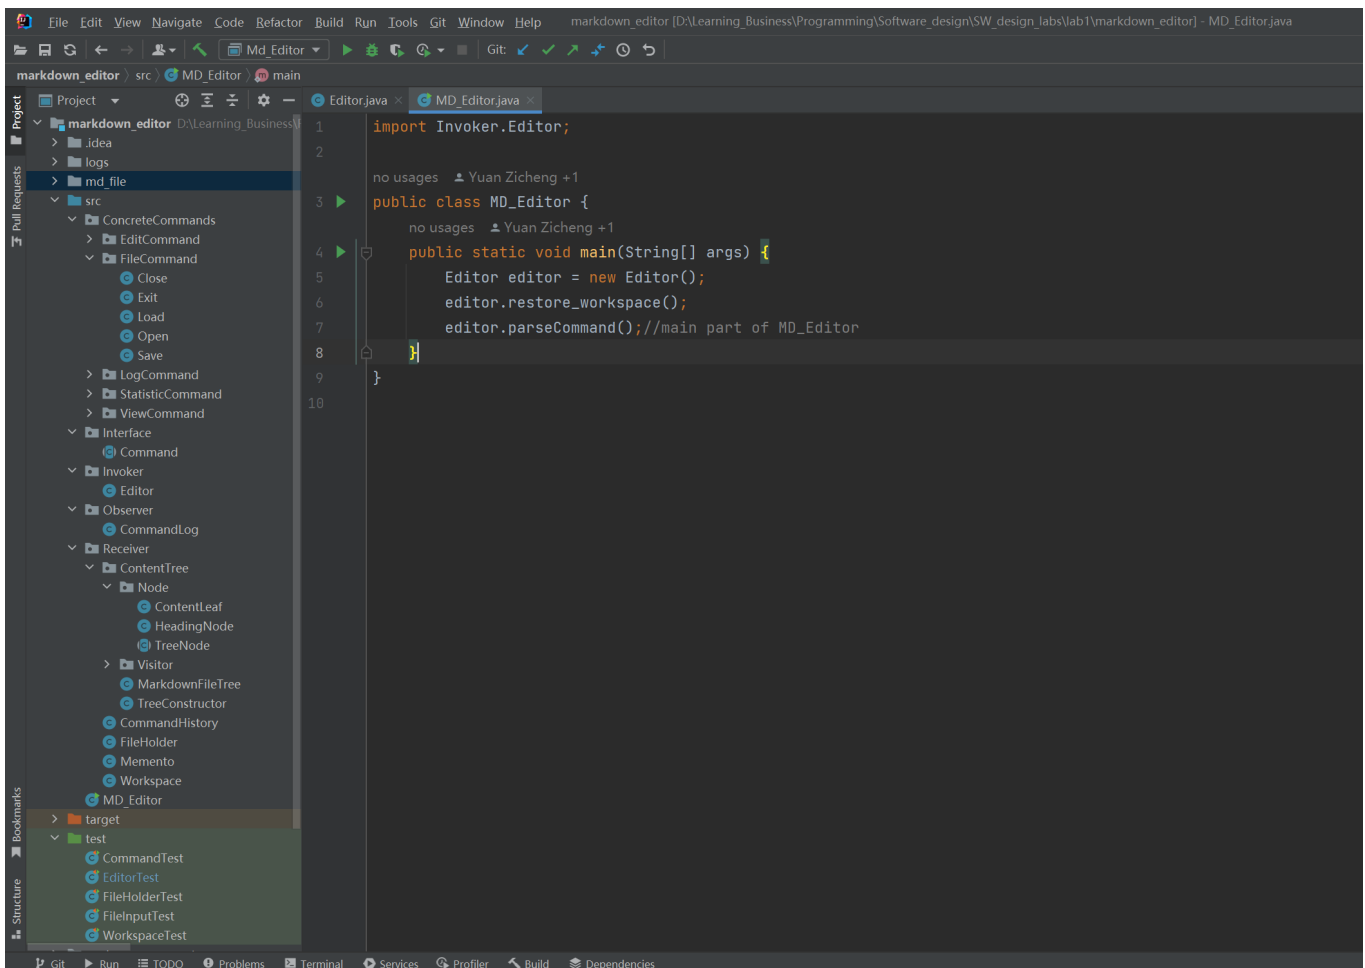 File Edit View Navigate Code Refactor Build Run Tools Git Window Help markdown_editor [D:\Learning_Business\Programming\Software_design\SW_design_labs\lab1\markdown_editor] - MD_Editor.java
Md_Editor Git:
markdown_editor src MD_Editor main
Project
Editor.java
MD_Editor.java
Project
Pull Requests
Bookmarks
Structure
markdown_editor D:\Learning_Business\
.idea
logs
md_file
src
ConcreteCommands
EditCommand
FileCommand
Close
Exit
Load
Open
Save
LogCommand
StatisticCommand
ViewCommand
Interface
Command
Invoker
Editor
Observer
CommandLog
Receiver
ContentTree
Node
ContentLeaf
HeadingNode
TreeNode
Visitor
MarkdownFileTree
TreeConstructor
CommandHistory
FileHolder
Memento
Workspace
MD_Editor
target
test
CommandTest
EditorTest
FileHolderTest
FileInputTest
WorkspaceTest
1 import Invoker.Editor;
2
no usages Yuan Zicheng +1
3 public class MD_Editor {
no usages Yuan Zicheng +1
4 public static void main(String[] args) {
5 Editor editor = new Editor();
6 editor.restore_workspace();
7 editor.parseCommand();//main part of MD_Editor
8 }
9 }
10
Git Run TODO Problems Terminal Services Profiler Build Dependencies